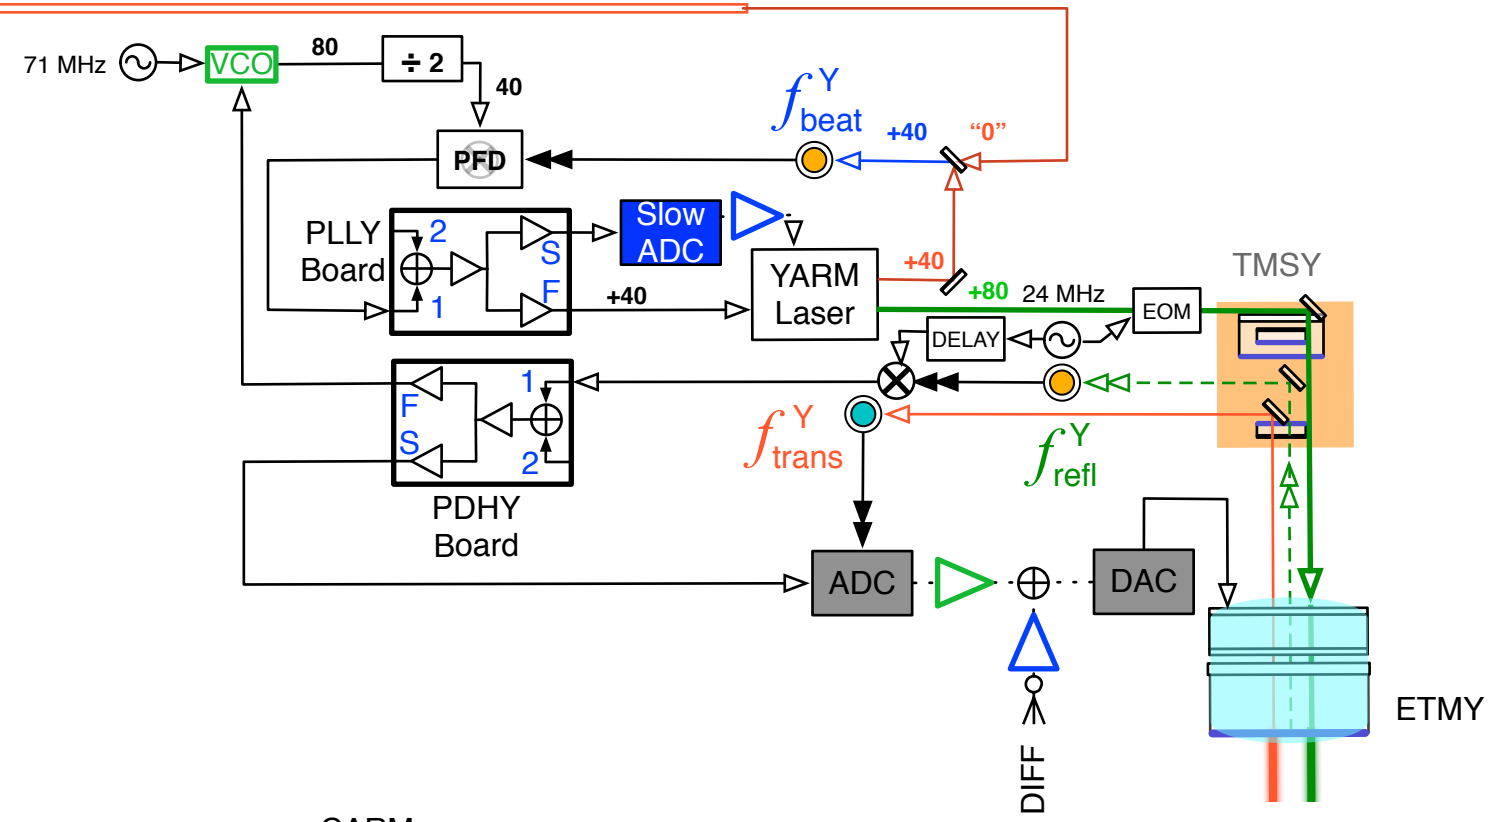 71 MHz
VCO
80
÷ 2
40
f Y beat
+40
“0”
PFD
PLLY
Board
2
1
S
F
Slow
ADC
+40
YARM
Laser
+40
+80
24 MHz
EOM
TMSY
DELAY
1
2
F
S
PDHY
Board
f Y trans
f Y refl
ADC
DAC
DIFF
ETMY